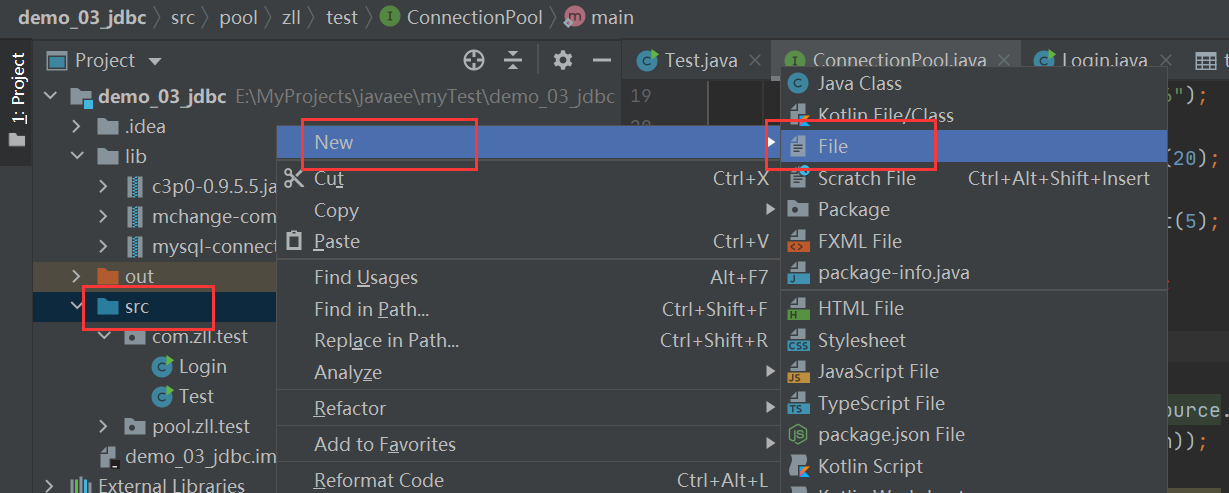 demo_03_jdbc 〉 src 〉 pool 〉 zll 〉 test 〉 I ConnectionPool 〉 m main
1: Project
Project
demo_03_jdbc E:\MyProjects\javaee\myTest\demo_03_jdbc
.idea
lib
c3p0-0.9.5.5.ja
mchange-com
mysql-connect
out
src
com.zll.test
Login
Test
pool.zll.test
demo_03_jdbc.im
External Libraries
New
Cut Ctrl+X
Copy
Paste Ctrl+V
Find Usages Alt+F7
Find in Path... Ctrl+Shift+F
Replace in Path... Ctrl+Shift+R
Analyze
Refactor
Add to Favorites
Reformat Code Ctrl+Alt+L
Test.java ConnectionPool.java Login.java
19
Java Class
Kotlin File/Class
File
Scratch File Ctrl+Alt+Shift+Insert
Package
FXML File
package-info.java
HTML File
Stylesheet
JavaScript File
TypeScript File
package.json File
Kotlin Script
");
(20);
t(5);
ource.
n));